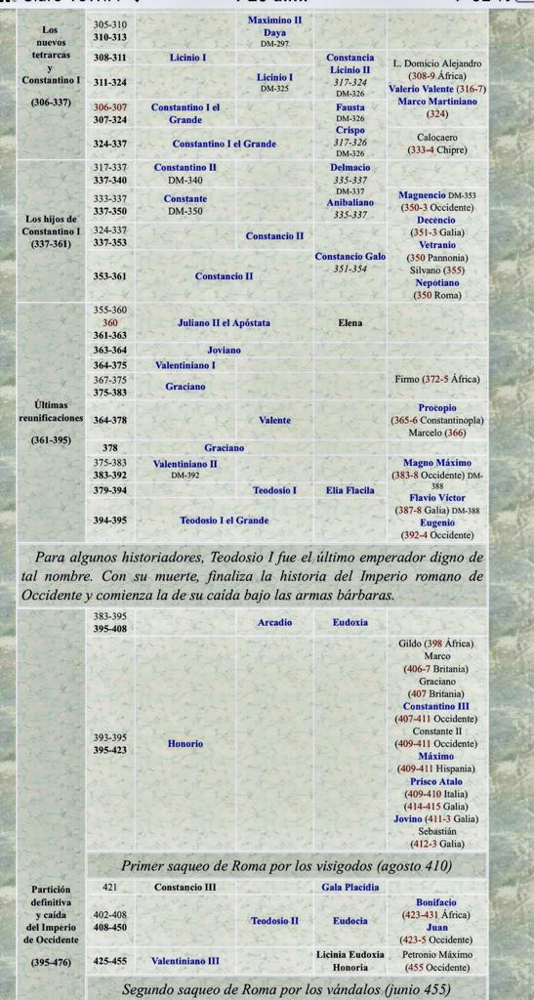 Los
nuevos
tetrarcas
y
Constantino I
(306-337)
305-310
310-313
Maximino II
Daya
DM-297
308-311
Licinio I
Constancia
311-324
Licinio I
DM-325
Licinio II
317-324
DM-326
L. Domicio Alejandro
(308-9 África)
Valerio Valente (316-7)
Marco Martiniano
(324)
306-307
307-324
Constantino I el
Grande
Fausta
DM-326
324-337
Constantino I el Grande
Crispo
317-326
DM-326
Calocaero
(333-4 Chipre)
Los hijos de
Constantino I
(337-361)
317-337
337-340
Constantino II
DM-340
Delmacio
335-337
DM-337
333-337
337-350
Constante
DM-350
Anibaliano
335-337
324-337
337-353
Constancio II
353-361
Constancio II
Constancio Galo
351-354
Magnencio DM-353
(350-3 Occidente)
Decencio
(351-3 Galia)
Vetranio
(350 Pannonia)
Silvano (355)
Nepotiano
(350 Roma)
Últimas
reunificaciones
(361-395)
355-360
360
361-363
Juliano II el Apóstata
Elena
363-364
Joviano
364-375
Valentiniano I
367-375
375-383
Graciano
Firmo (372-5 África)
364-378
Valente
Procopio
(365-6 Constantinopla)
Marcelo (366)
378
Graciano
375-383
383-392
Valentiniano II
DM-392
379-394
Teodosio I
Elia Flacila
394-395
Teodosio I el Grande
Magno Máximo
(383-8 Occidente) DM-
388
Flavio Víctor
(387-8 Galia) DM-388
Eugenio
(392-4 Occidente)
Para algunos historiadores, Teodosio I fue el último emperador digno de
tal nombre. Con su muerte, finaliza la historia del Imperio romano de
Occidente y comienza la de su caída bajo las armas bárbaras.
383-395
395-408
Arcadio
Eudoxia
393-395
395-423
Honorio
Gildo (398 África)
Marco
(406-7 Britania)
Graciano
(407 Britania)
Constantino III
(407-411 Occidente)
Constante II
(409-411 Occidente)
Máximo
(409-411 Hispania)
Prisco Atalo
(409-410 Italia)
(414-415 Galia)
Jovino (411-3 Galia)
Sebastián
(412-3 Galia)
Primer saqueo de Roma por los visigodos (agosto 410)
Partición
definitiva
y caída
del Imperio
de Occidente
(395-476)
421
Constancio III
Gala Placidia
402-408
408-450
Teodosio II
Eudocia
Bonifacio
(423-431 África)
Juan
(423-5 Occidente)
425-455
Valentiniano III
Licinia Eudoxia
Honoria
Petronio Máximo
(455 Occidente)
Segundo saqueo de Roma por los vándalos (junio 455)